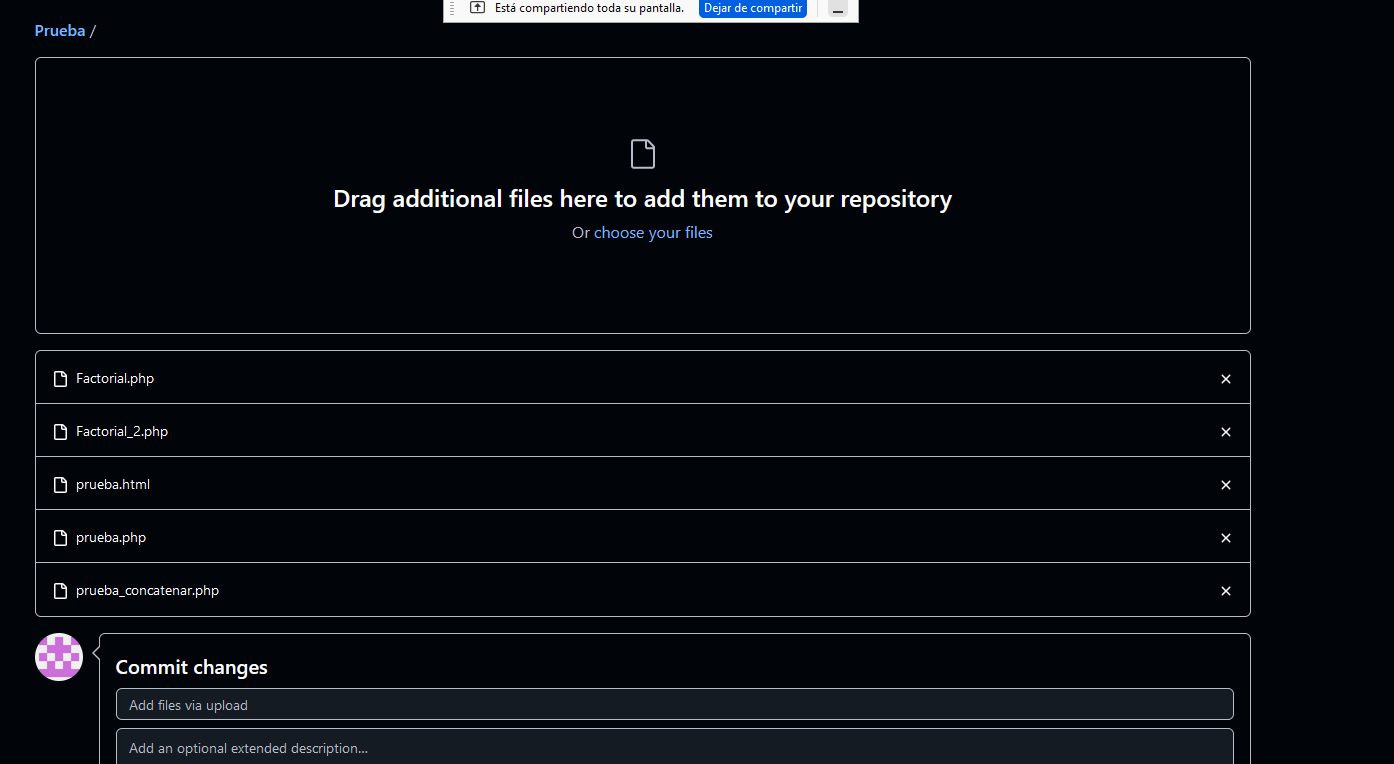 Está compartiendo toda su pantalla. Dejar de compartir
Prueba /
Drag additional files here to add them to your repository
Or choose your files
Factorial.php
Factorial_2.php
prueba.html
prueba.php
prueba_concatenar.php
Commit changes
Add files via upload
Add an optional extended description...